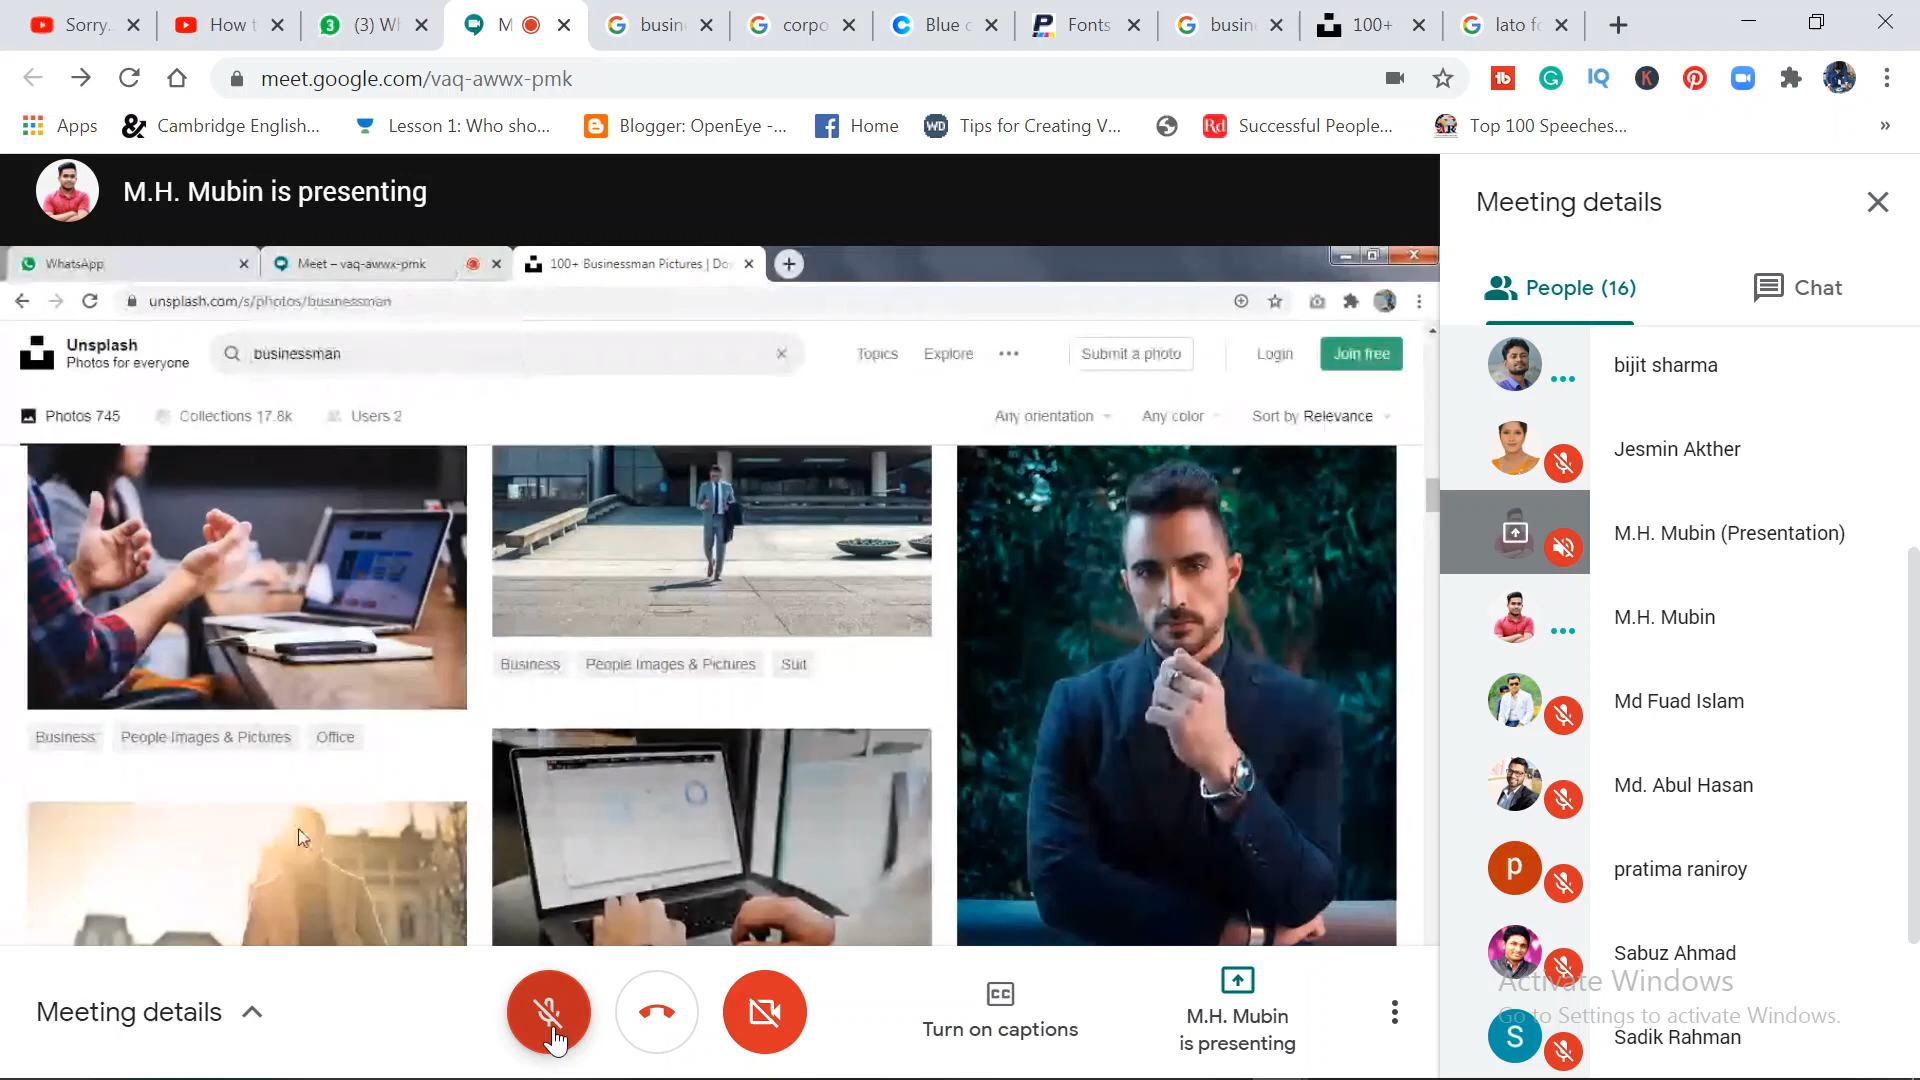 Sorry.
How t
(3) W
M
busin
corpo
Blue c
Fonts
busin
100+
lato fo
meet.google.com/vaq-awwx-pmk
Apps
Cambridge English...
Lesson 1: Who sho...
Blogger: OpenEye -...
Home
Tips for Creating V...
Successful People...
Top 100 Speeches...
»
M.H. Mubin is presenting
WhatsApp
Meet – vaq-awwx-pmk
100+ Businessman Pictures | Do
unsplash.com/s/photos/businessman
Unsplash
Photos for everyone
businessman
Topics
Explore
Submit a photo
Login
Join free
Photos 745
Collections 17.8k
Users 2
Any orientation
Any color
Sort by Relevance
Business
People Images & Pictures
Suit
Business
People Images & Pictures
Office
Meeting details
Turn on captions
M.H. Mubin
is presenting
Meeting details
People (16)
Chat
bijit sharma
Jesmin Akther
M.H. Mubin (Presentation)
M.H. Mubin
Md Fuad Islam
Md. Abul Hasan
p
pratima raniroy
Sabuz Ahmad
Activate Windows
Go to Settings to activate Windows.
S
Sadik Rahman